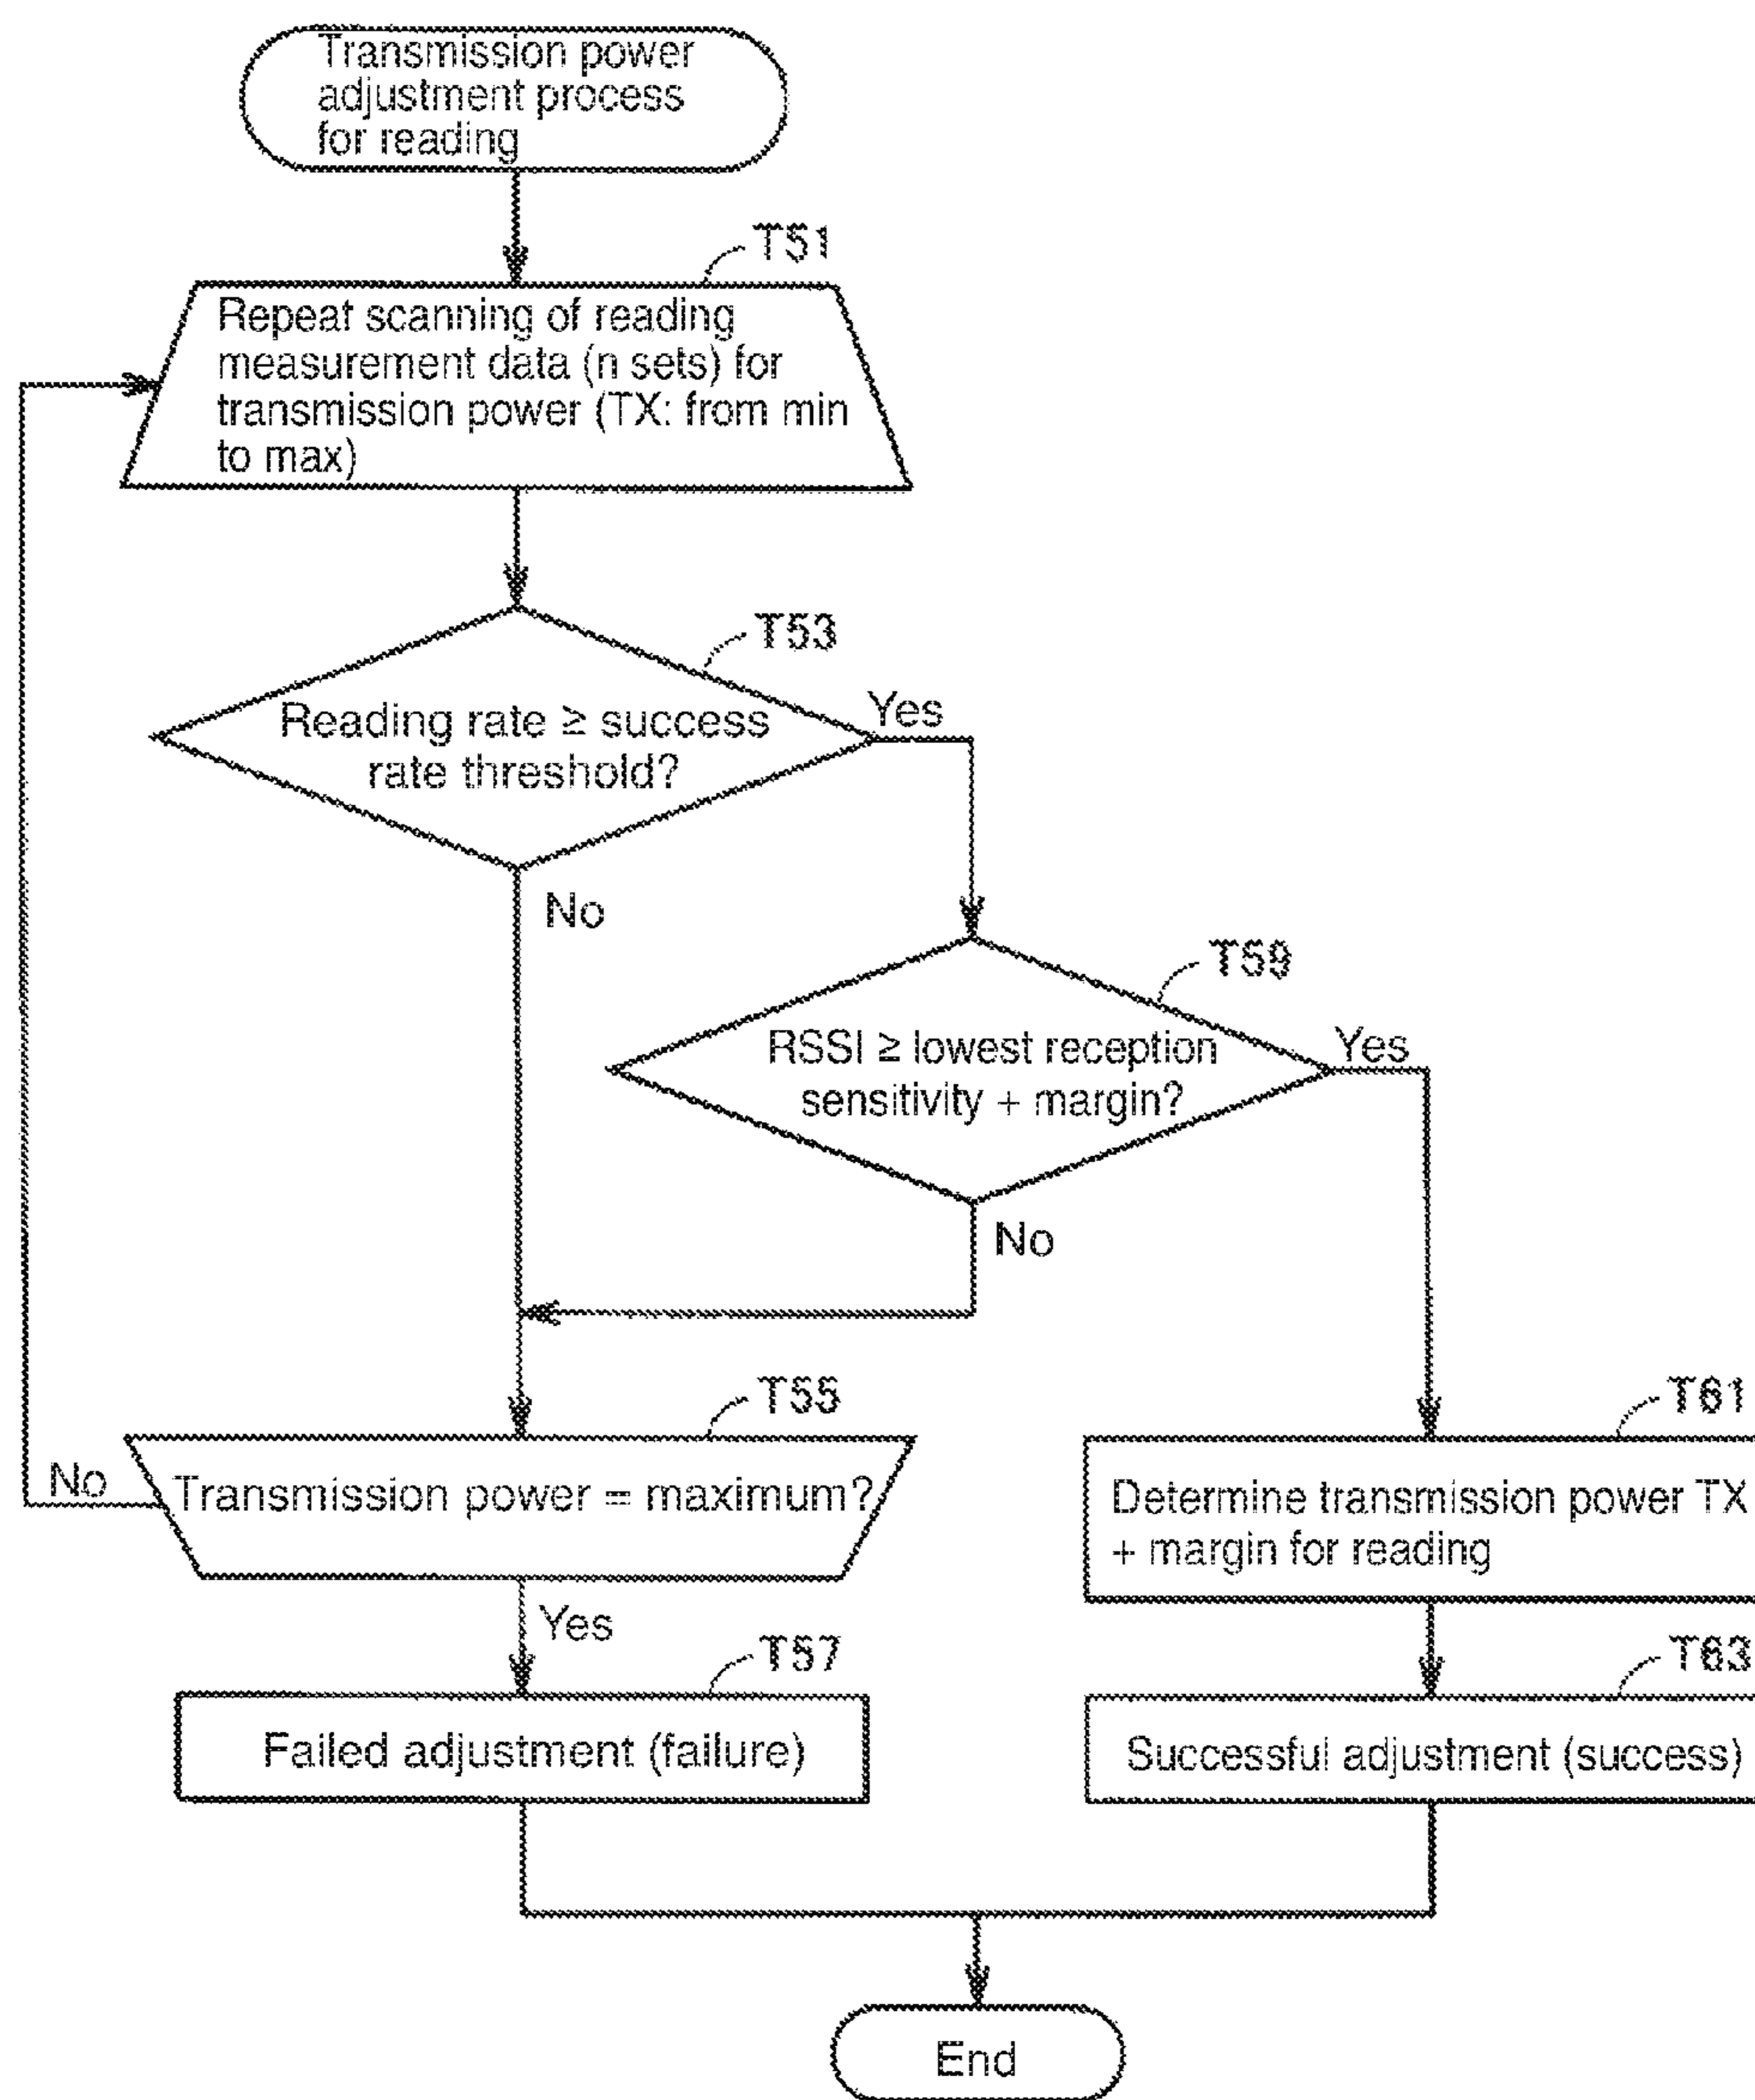 Transmission power
adjustment process
for reading
T51
Repeat scanning of reading
measurement data (n sets) for
transmission power (TX: from min
to max)
T53
Reading rate ≥ success
rate threshold?
Yes
No
T59
RSSI ≥ lowest reception
sensitivity + margin?
Yes
No
T55
Transmission power = maximum?
No
Yes
T61
Determine transmission power TX
+ margin for reading
T57
Failed adjustment (failure)
T63
Successful adjustment (success)
End